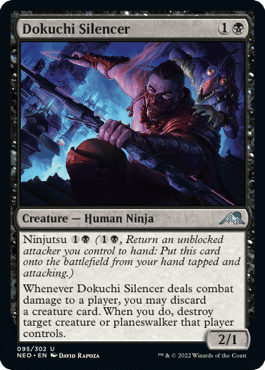 Dokuchi Silencer 1
Creature — Human Ninja
Ninjutsu 1 (1, Return an unblocked
attacker you control to hand: Put this card
onto the battlefield from your hand tapped and
attacking.)
Whenever Dokuchi Silencer deals combat
damage to a player, you may discard
a creature card. When you do, destroy
target creature or planeswalker that player
controls.
2/1
095/302 U
NEO • EN DAVID RAPOZA
™ & © 2022 Wizards of the Coast